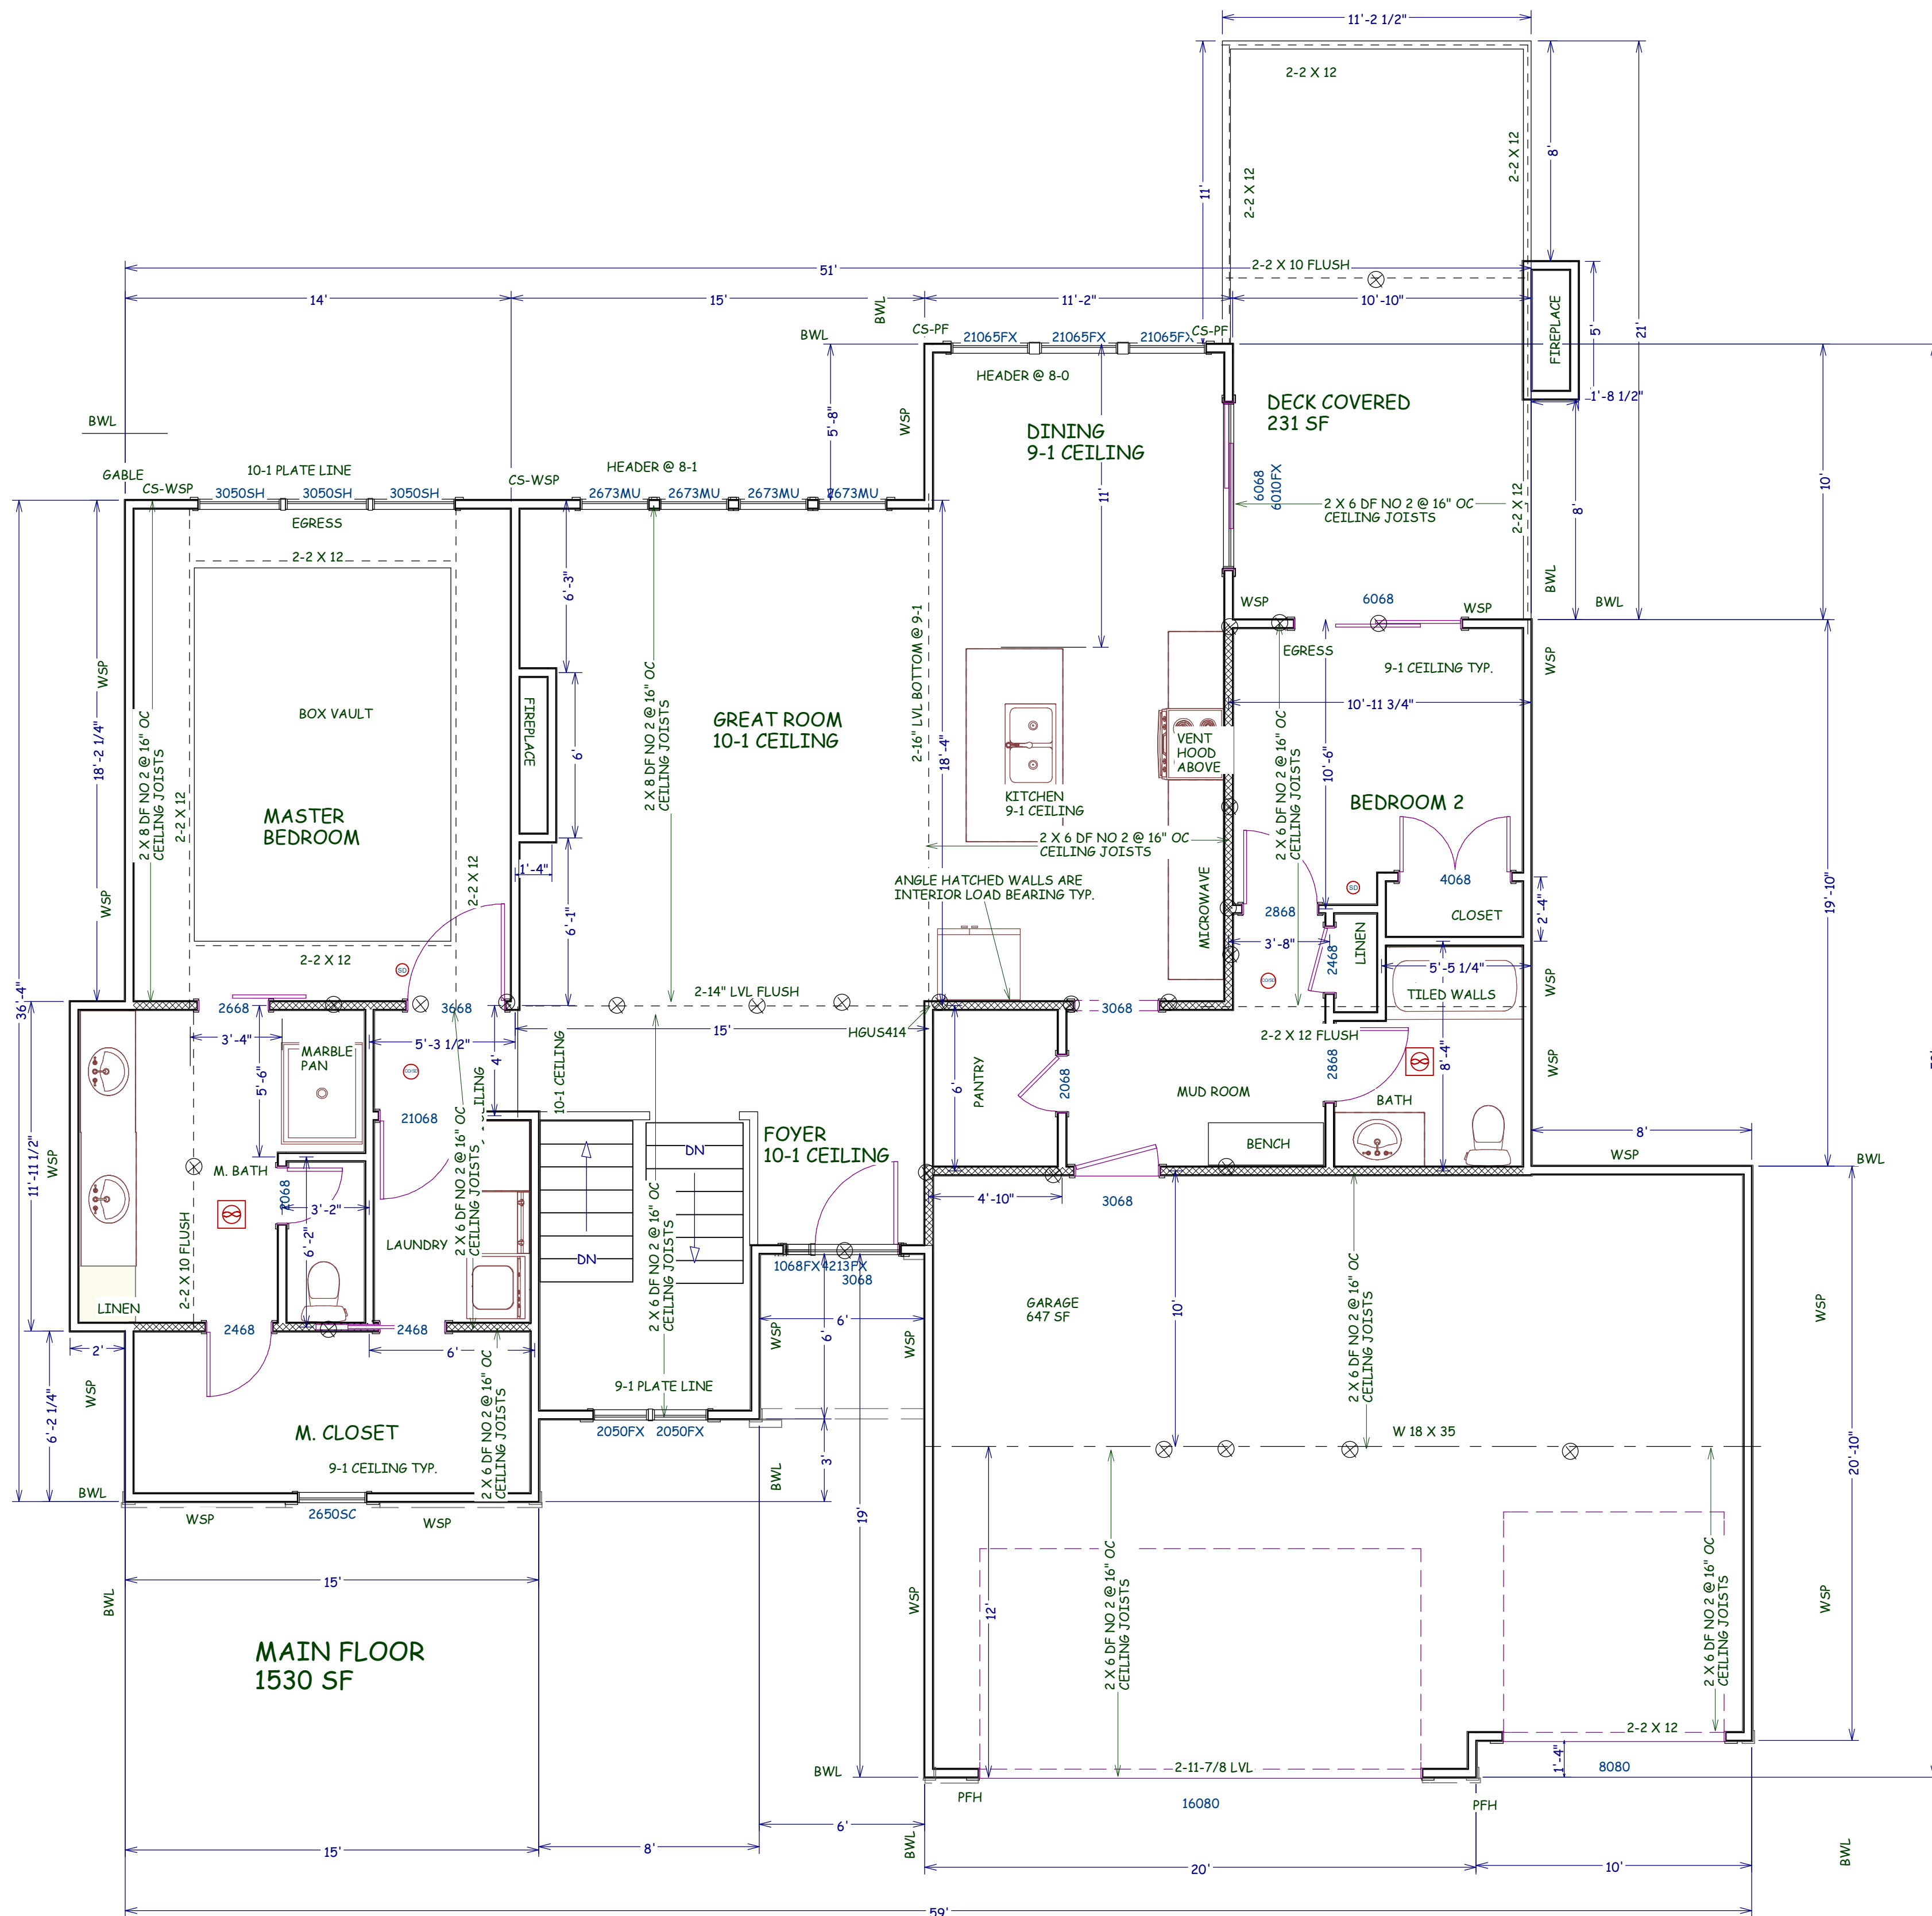 11'-2 1/2"
2-2 X 12
2-2 X 12
2-2 X 12
8'
11'
21'
51'
2-2 X 10 FLUSH
14'
15'
11'-2"
10'-10"
BWL
BWL
CS-PF
21065FX
21065FX
21065FX
CS-PF
HEADER @ 8-0
FIREPLACE
5'
1'-8 1/2"
DECK COVERED
231 SF
DINING
9-1 CEILING
WSP
5'-8"
BWL
GABLE
10-1 PLATE LINE
CS-WSP
3050SH
3050SH
3050SH
EGRESS
CS-WSP
HEADER @ 8-1
2673MU
2673MU
2673MU
2673MU
11'
6068
6010FX
2 X 6 DF NO 2 @ 16" OC
CEILING JOISTS
2-2 X 12
8'
10'
BWL
BWL
WSP
6068
WSP
2-2 X 12
6'-3"
EGRESS
9-1 CEILING TYP.
WSP
WSP
18'-2 1/4"
2 X 8 DF NO 2 @ 16" OC
CEILING JOISTS
2-2 X 12
BOX VAULT
MASTER
BEDROOM
FIREPLACE
6'
2 X 8 DF NO 2 @ 16" OC
CEILING JOISTS
GREAT ROOM
10-1 CEILING
2-16" LVL BOTTOM @ 9-1
18'-4"
VENT
HOOD
ABOVE
KITCHEN
9-1 CEILING
2 X 6 DF NO 2 @ 16" OC
CEILING JOISTS
10'-11 3/4"
2 X 6 DF NO 2 @ 16" OC
CEILING JOISTS
10'-6"
BEDROOM 2
2-2 X 12
1'-4"
ANGLE HATCHED WALLS ARE
INTERIOR LOAD BEARING TYP.
MICROWAVE
SD
4068
CLOSET
2'-4"
19'-10"
WSP
6'-1"
2868
3'-8"
2468
LINEN
5'-5 1/4"
TILED WALLS
WSP
36'-4"
2-2 X 12
SD
2668
3668
2-14" LVL FLUSH
15'
HGUS414
3068
2-2 X 12 FLUSH
3'-4"
5'-3 1/2"
4'
10-1 CEILING
MARBLE
PAN
5'-6"
21068
6'
PANTRY
2068
MUD ROOM
2868
8'-4"
BATH
WSP
BENCH
8'
WSP
BWL
11'-11 1/2"
WSP
M. BATH
2068
3'-2"
6'-2"
2-2 X 10 FLUSH
LINEN
LAUNDRY
2 X 6 DF NO 2 @ 16" OC
CEILING JOISTS
DN
DN
FOYER
10-1 CEILING
2 X 6 DF NO 2 @ 16" OC
CEILING JOISTS
4'-10"
3068
1068FX
4213FX
3068
2468
2468
2'
6'
6'
WSP
6'
WSP
GARAGE
647 SF
10'
2 X 6 DF NO 2 @ 16" OC
CEILING JOISTS
WSP
WSP
6'-2 1/4"
M. CLOSET
9-1 CEILING TYP.
2 X 6 DF NO 2 @ 16" OC
CEILING JOISTS
9-1 PLATE LINE
2050FX
2050FX
3'
BWL
W 18 X 35
20'-10"
BWL
WSP
2650SC
WSP
19'
12'
2 X 6 DF NO 2 @ 16" OC
CEILING JOISTS
2 X 6 DF NO 2 @ 16" OC
CEILING JOISTS
WSP
WSP
BWL
15'
MAIN FLOOR
1530 SF
2-2 X 12
1'-4"
8080
BWL
2-11-7/8 LVL
PFH
16080
PFH
BWL
BWL
6'
15'
8'
20'
10'
59'